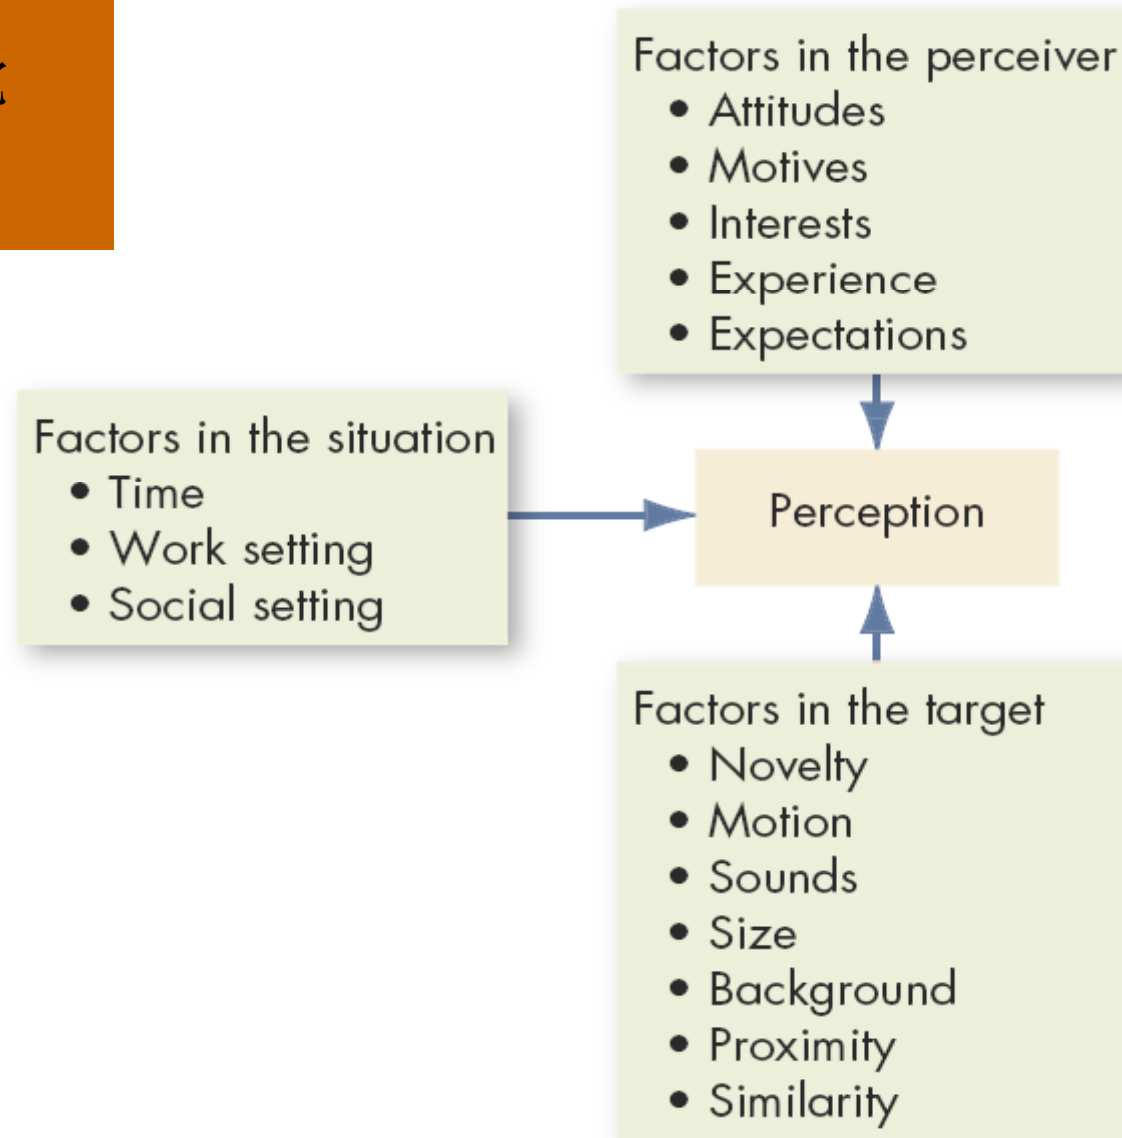 Factors in the perceiver
• Attitudes
• Motives
• Interests
• Experience
• Expectations
Factors in the situation
• Time
• Work setting
• Social setting
Perception
Factors in the target
• Novelty
• Motion
• Sounds
• Size
• Background
• Proximity
• Similarity